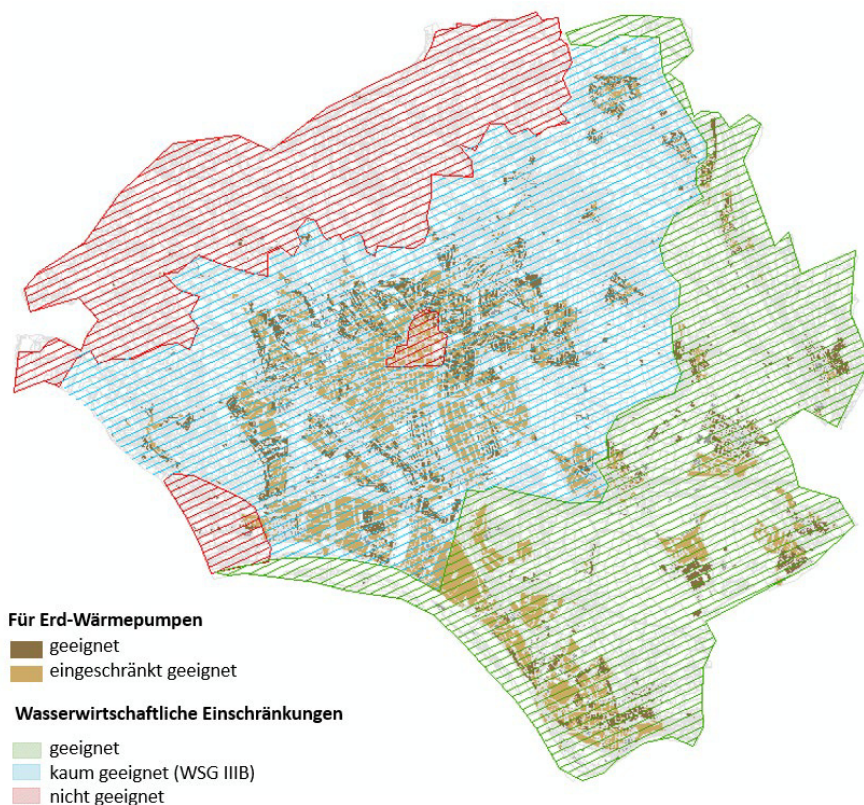 Für Erd-Wärmepumpen
geeignet
eingeschränkt geeignet
Wasserwirtschaftliche Einschränkungen
geeignet
kaum geeignet (WSG IIIB)
nicht geeignet